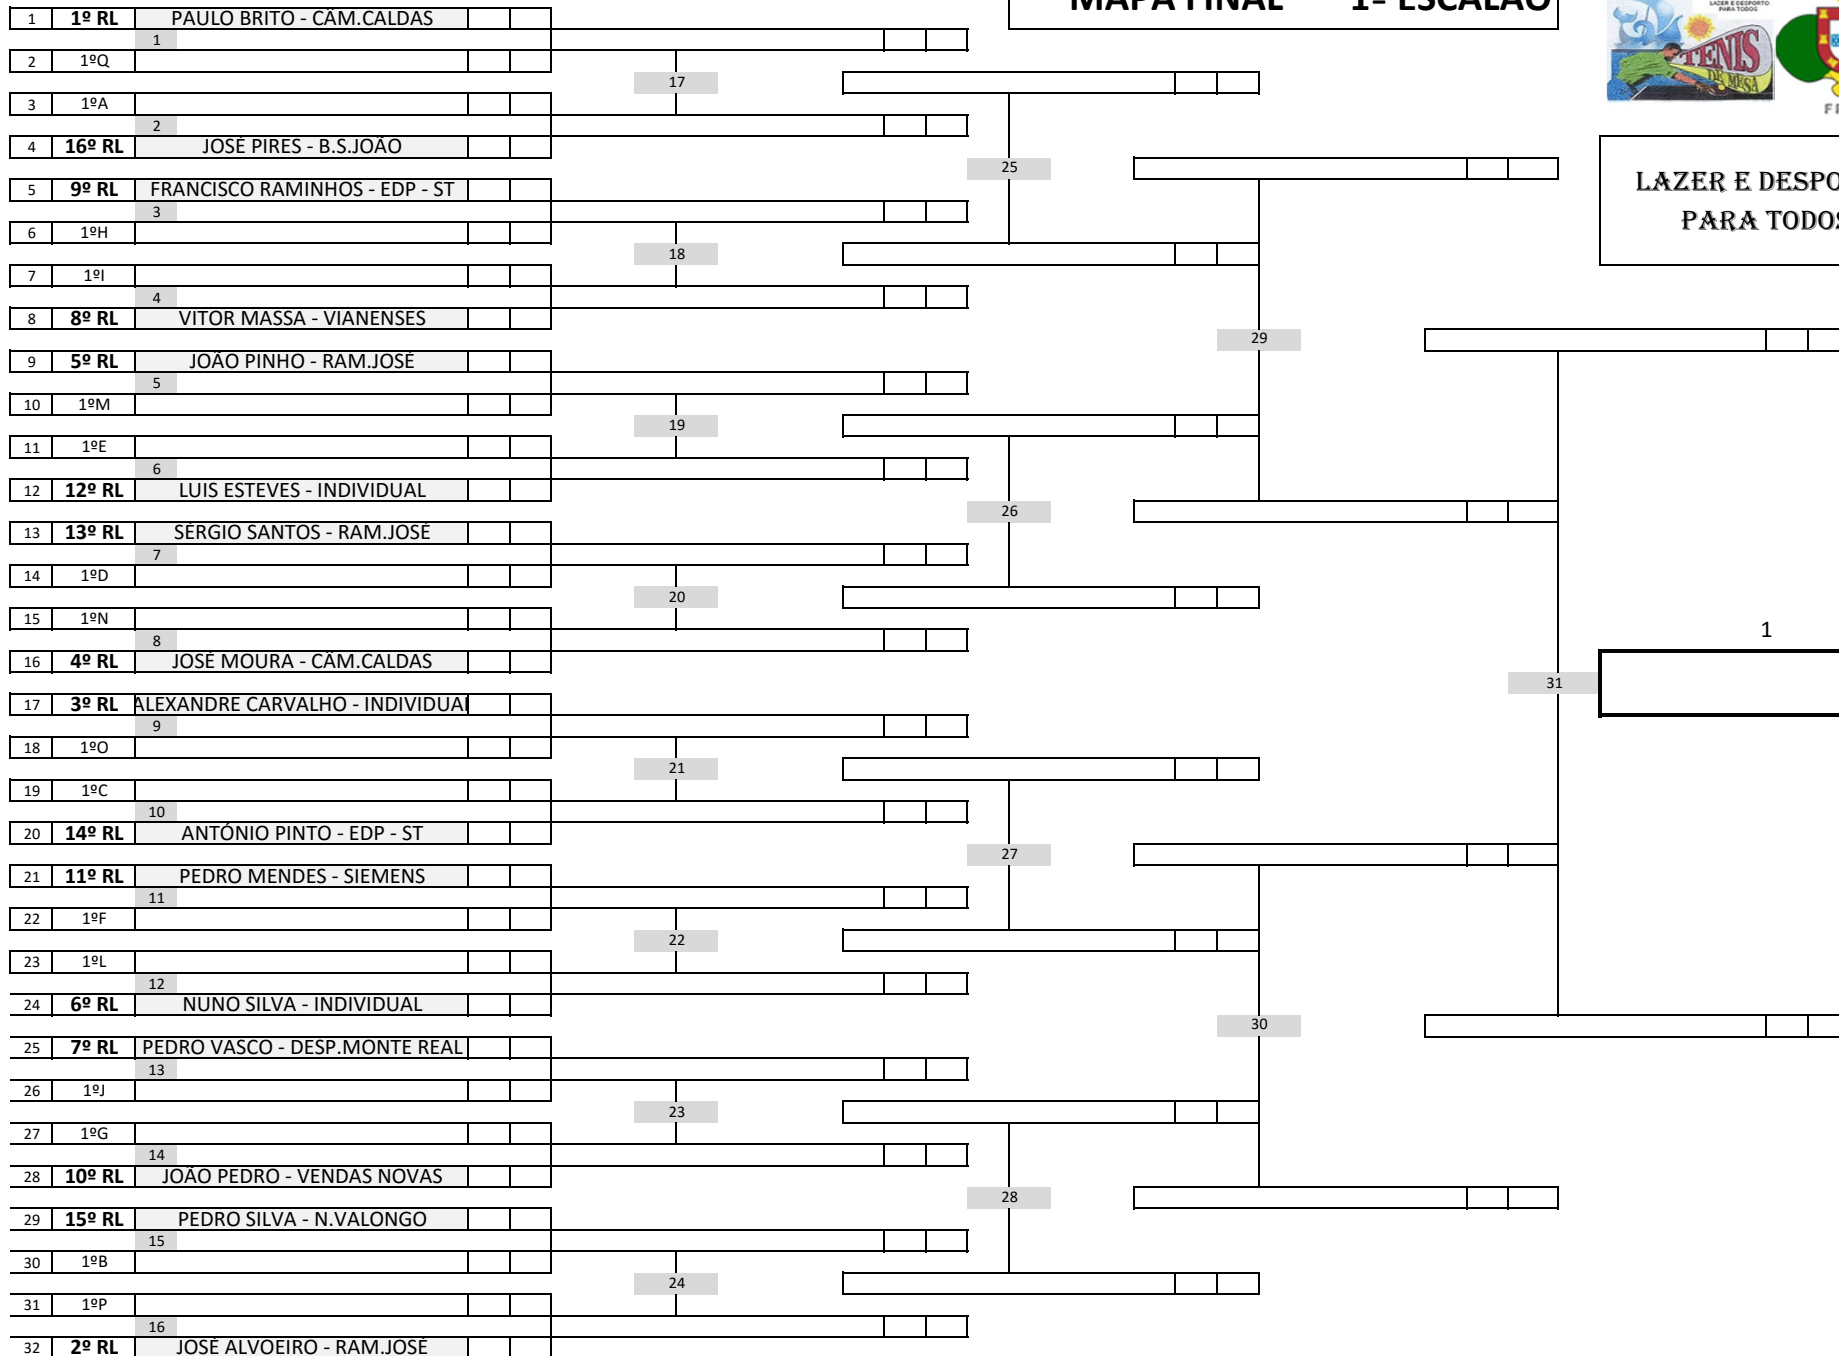 MAPA FINAL 1º ESCALÃO
LAZER E DESPORTO
PARA TODOS
TENIS
DE MESA
1 1º RL PAULO BRITO - CÂM.CALDAS
1
2 1ºQ
17
3 1ºA
2
4 16º RL JOSÉ PIRES - B.S.JOÃO
25
LAZER E DESPO
PARA TODOS
5 9º RL FRANCISCO RAMINHOS - EDP - ST
3
6 1ºH
18
7 1ºI
4
8 8º RL VITOR MASSA - VIANENSES
29
9 5º RL JOÃO PINHO - RAM.JOSÉ
5
10 1ºM
19
11 1ºE
6
12 12º RL LUIS ESTEVES - INDIVIDUAL
26
13 13º RL SÉRGIO SANTOS - RAM.JOSÉ
7
14 1ºD
20
15 1ºN
1
8
16 4º RL JOSÉ MOURA - CÂM.CALDAS
31
17 3º RL ALEXANDRE CARVALHO - INDIVIDUAL
9
18 1ºO
21
19 1ºC
10
20 14º RL ANTÓNIO PINTO - EDP - ST
27
21 11º RL PEDRO MENDES - SIEMENS
11
22 1ºF
22
23 1ºL
12
24 6º RL NUNO SILVA - INDIVIDUAL
30
25 7º RL PEDRO VASCO - DESP.MONTE REAL
13
26 1ºJ
23
27 1ºG
14
28 10º RL JOÃO PEDRO - VENDAS NOVAS
28
29 15º RL PEDRO SILVA - N.VALONGO
15
30 1ºB
24
31 1ºP
16
32 2º RL JOSÉ ALVOEIRO - RAM.JOSÉ